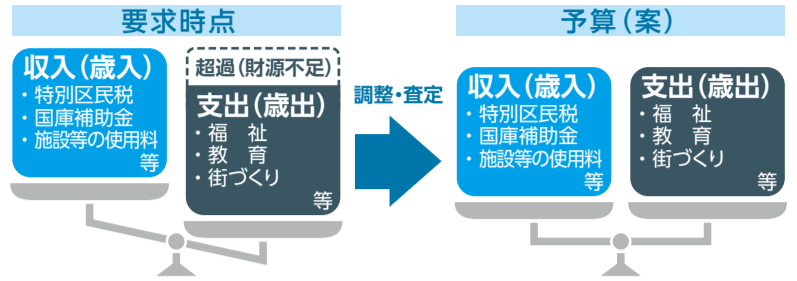 要求時点
収入（歳入）
・特別区民税
・国庫補助金
・施設等の使用料
等
超過（財源不足）
支出（歳出）
・福　祉
・教　育
・街づくり
等
調整・査定
予算（案）
収入（歳入）
・特別区民税
・国庫補助金
・施設等の使用料
等
支出（歳出）
・福　祉
・教　育
・街づくり
等